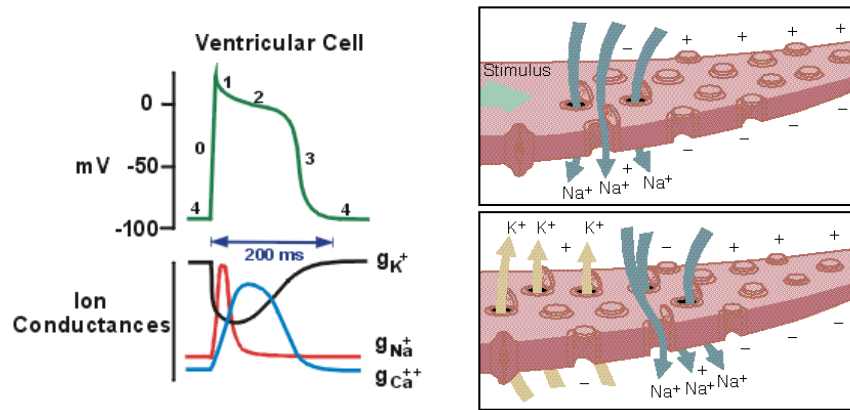 Ventricular Cell
1
2
0
0
mV
-50
3
4
4
-100
200 ms
gK+
Ion
Conductances
gNa+
gCa++
− + + +
Stimulus
− − − −
+
Na+ Na+ Na+
K+ K+ K+
+ − + + +
− − − −
+
Na+ Na+ Na+